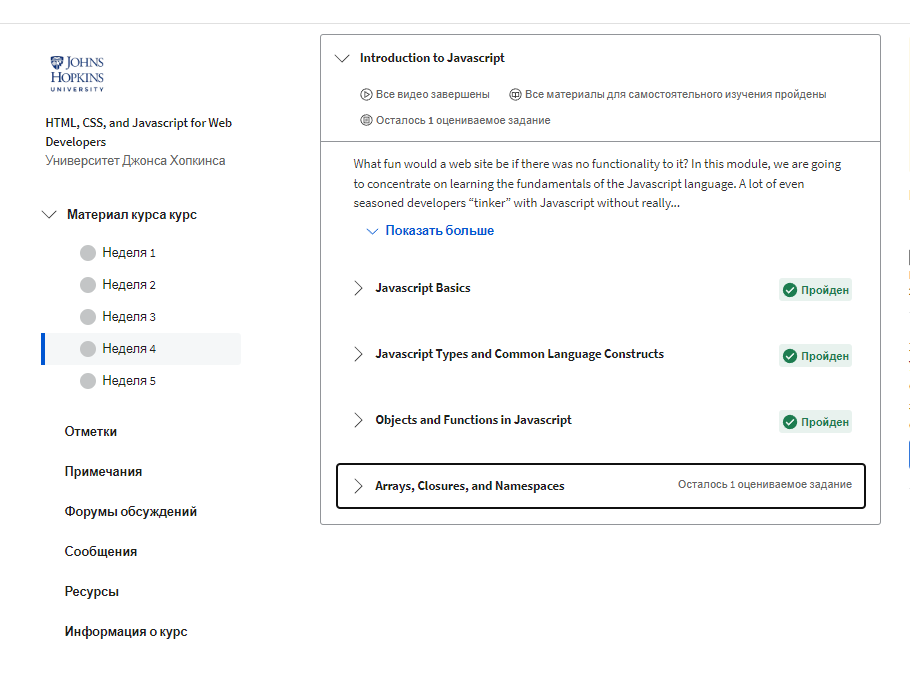 JOHNS
HOPKINS
UNIVERSITY
HTML, CSS, and Javascript for Web
Developers
Университет Джонса Хопкинса
Материал курса курс
Неделя 1
Неделя 2
Неделя 3
Неделя 4
Неделя 5
Отметки
Примечания
Форумы обсуждений
Сообщения
Ресурсы
Информация о курс
Introduction to Javascript
Все видео завершены
Все материалы для самостоятельного изучения пройдены
Осталось 1 оцениваемое задание
What fun would a web site be if there was no functionality to it? In this module, we are going
to concentrate on learning the fundamentals of the Javascript language. A lot of even
seasoned developers “tinker” with Javascript without really...
Показать больше
Javascript Basics
Пройден
Javascript Types and Common Language Constructs
Пройден
Objects and Functions in Javascript
Пройден
Arrays, Closures, and Namespaces
Осталось 1 оцениваемое задание